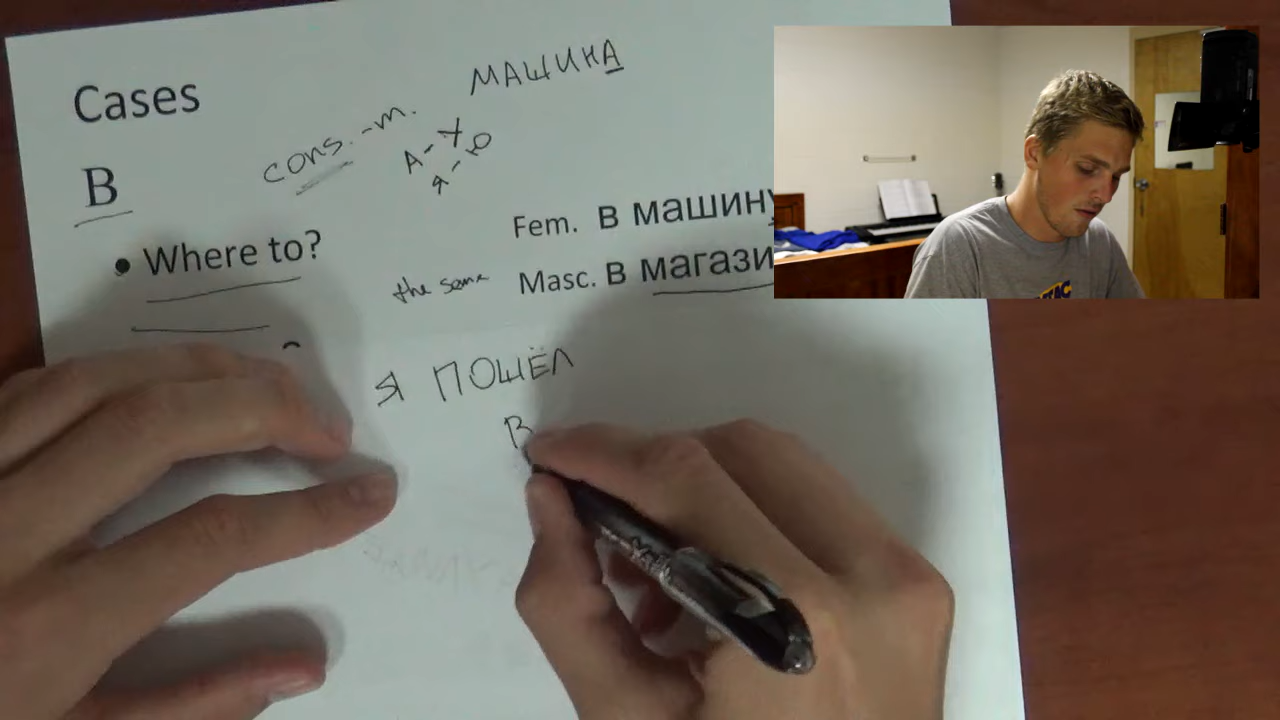 Cases
МАШИНА
cons. -m.
А - У
Я - Ю
В
• Where to?
Fem. в машину
the same Masc. в магази
я пошёл
в